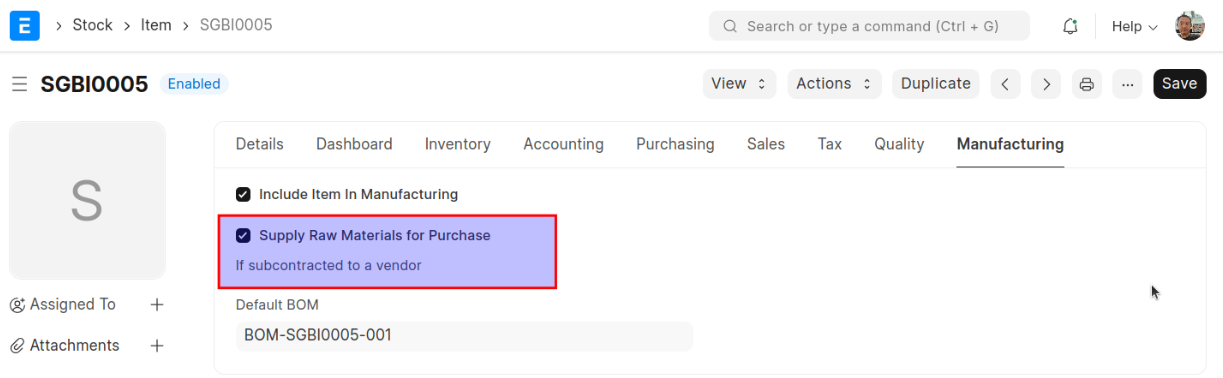 E > Stock > Item > SGBI0005 Search or type a command (Ctrl + G) Help
SGBI0005 Enabled View Actions Duplicate < > ... Save
S
Details Dashboard Inventory Accounting Purchasing Sales Tax Quality Manufacturing
Include Item In Manufacturing
Supply Raw Materials for Purchase
If subcontracted to a vendor
Default BOM
BOM-SGBI0005-001
Assigned To +
Attachments +